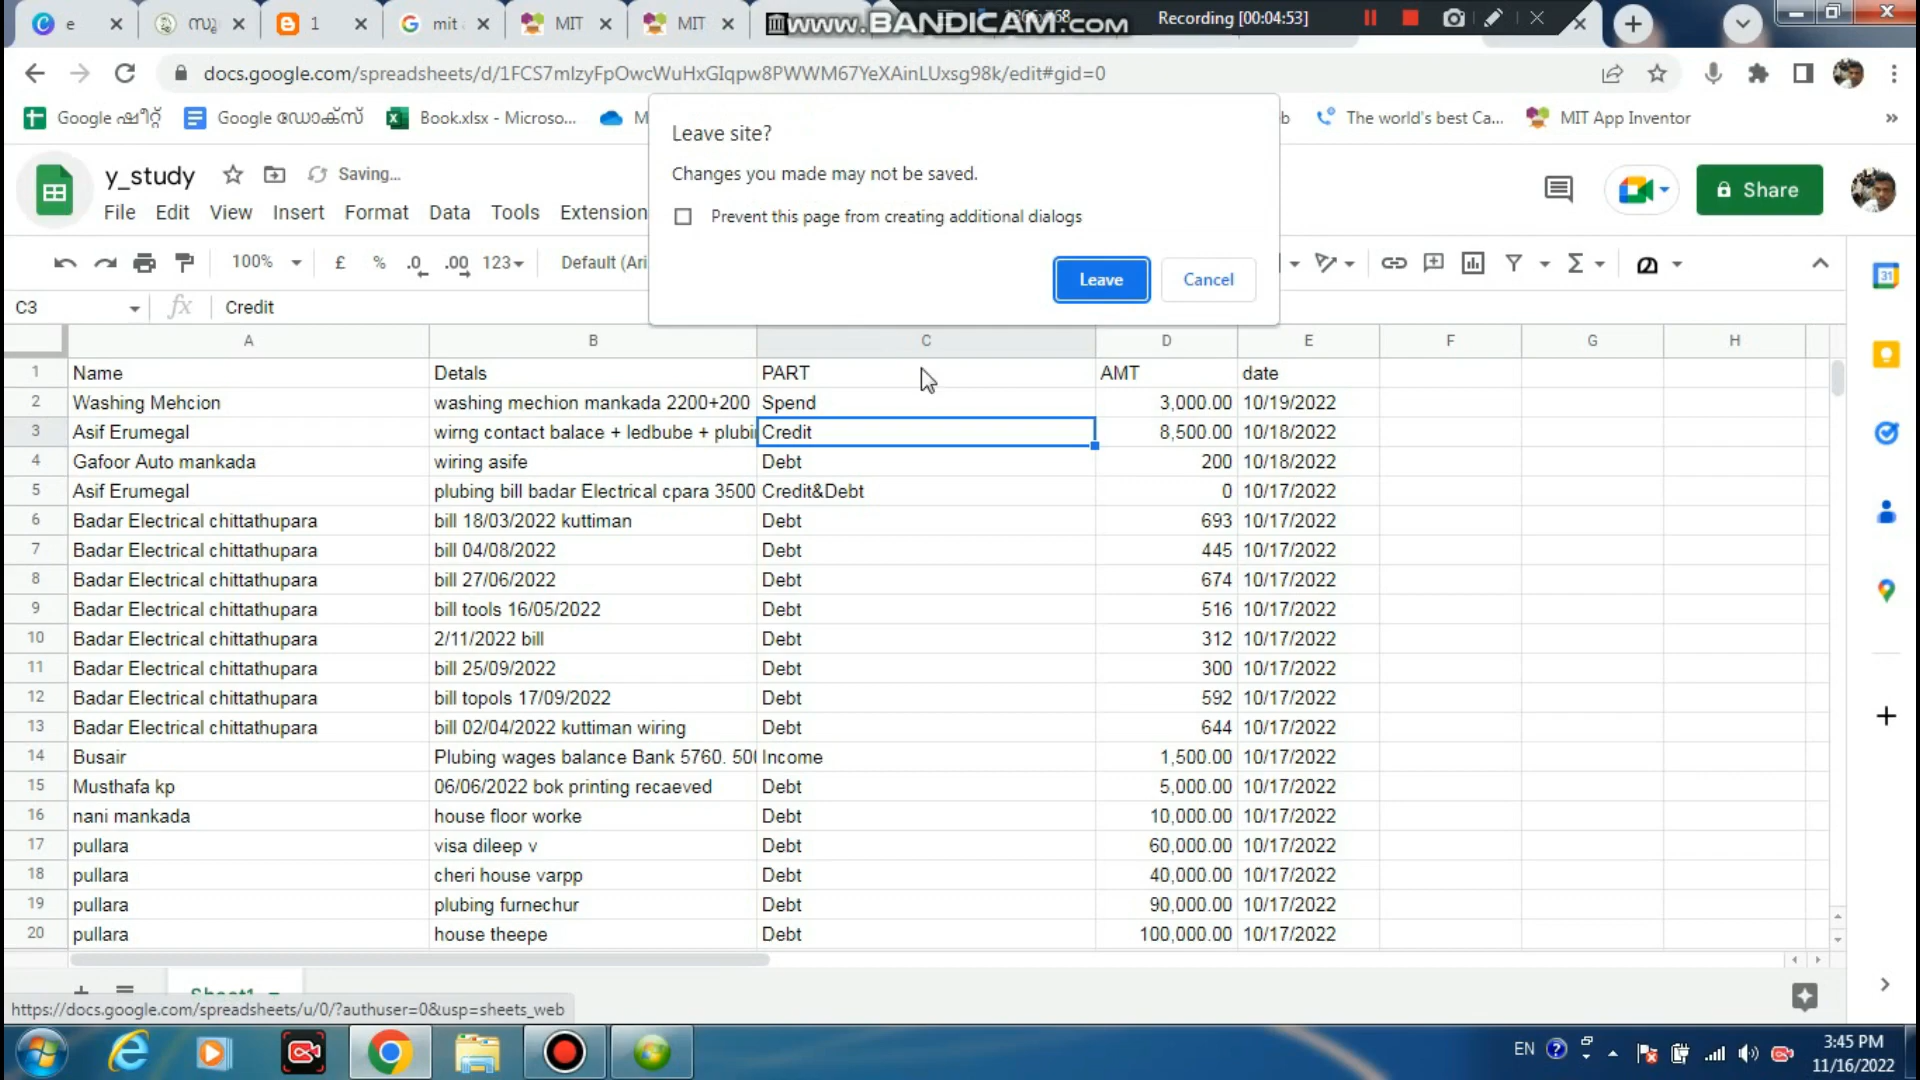 e
സൂ
1
mit a
MIT
MIT
www.BANDICAM.com
Recording [00:04:53]
docs.google.com/spreadsheets/d/1FCS7mlzyFpOwcWuHxGIqpw8PWWM67YeXAinLUxsg98k/edit#gid=0
Google ഷീറ്റ്
Google ഡോക്സ്
Book.xlsx - Microso...
M
b
The world's best Ca...
MIT App Inventor
»
Leave site?
Changes you made may not be saved.
Prevent this page from creating additional dialogs
Leave
Cancel
y_study
Saving...
Share
File Edit View Insert Format Data Tools Extension
100% £ % .0 .00 123 Default (Ari
C3 fx Credit
A B C D E F G H
1 Name Detals PART AMT date
2 Washing Mehcion washing mechion mankada 2200+200 Spend 3,000.00 10/19/2022
3 Asif Erumegal wirng contact balace + ledbube + plubi Credit 8,500.00 10/18/2022
4 Gafoor Auto mankada wiring asife Debt 200 10/18/2022
5 Asif Erumegal plubing bill badar Electrical cpara 3500 Credit&Debt 0 10/17/2022
6 Badar Electrical chittathupara bill 18/03/2022 kuttiman Debt 693 10/17/2022
7 Badar Electrical chittathupara bill 04/08/2022 Debt 445 10/17/2022
8 Badar Electrical chittathupara bill 27/06/2022 Debt 674 10/17/2022
9 Badar Electrical chittathupara bill tools 16/05/2022 Debt 516 10/17/2022
10 Badar Electrical chittathupara 2/11/2022 bill Debt 312 10/17/2022
11 Badar Electrical chittathupara bill 25/09/2022 Debt 300 10/17/2022
12 Badar Electrical chittathupara bill topols 17/09/2022 Debt 592 10/17/2022
13 Badar Electrical chittathupara bill 02/04/2022 kuttiman wiring Debt 644 10/17/2022
14 Busair Plubing wages balance Bank 5760. 50 Income 1,500.00 10/17/2022
15 Musthafa kp 06/06/2022 bok printing recaeved Debt 5,000.00 10/17/2022
16 nani mankada house floor worke Debt 10,000.00 10/17/2022
17 pullara visa dileep v Debt 60,000.00 10/17/2022
18 pullara cheri house varpp Debt 40,000.00 10/17/2022
19 pullara plubing furnechur Debt 90,000.00 10/17/2022
20 pullara house theepe Debt 100,000.00 10/17/2022
Sheet1
https://docs.google.com/spreadsheets/u/0/?authuser=0&usp=sheets_web
EN
3:45 PM
11/16/2022